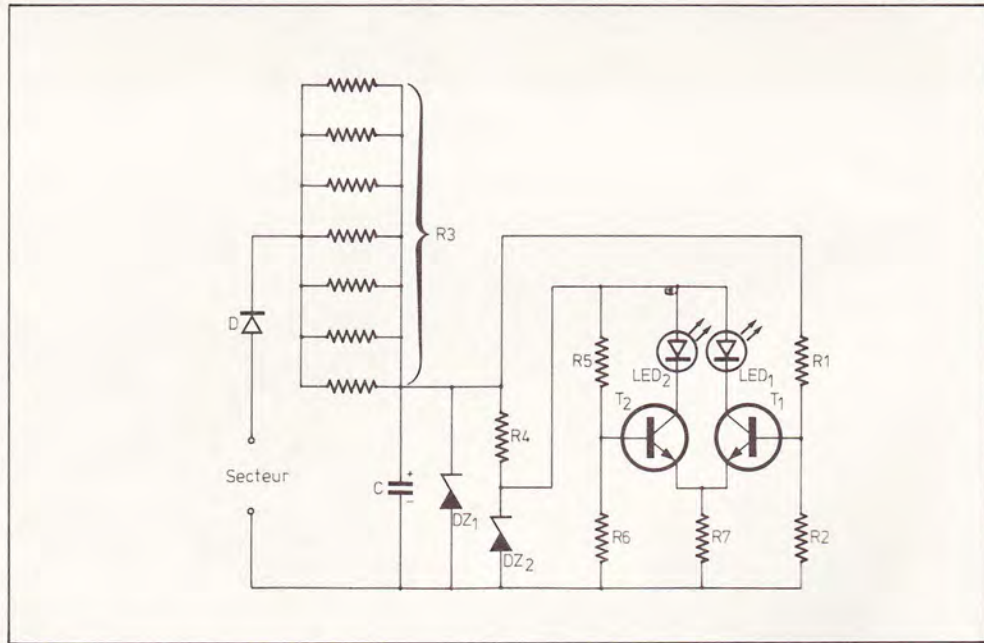 R3
D
R5
LED2
LED1
R1
T2
T1
R4
Secteur
C
+
-
DZ1
DZ2
R6
R7
R2